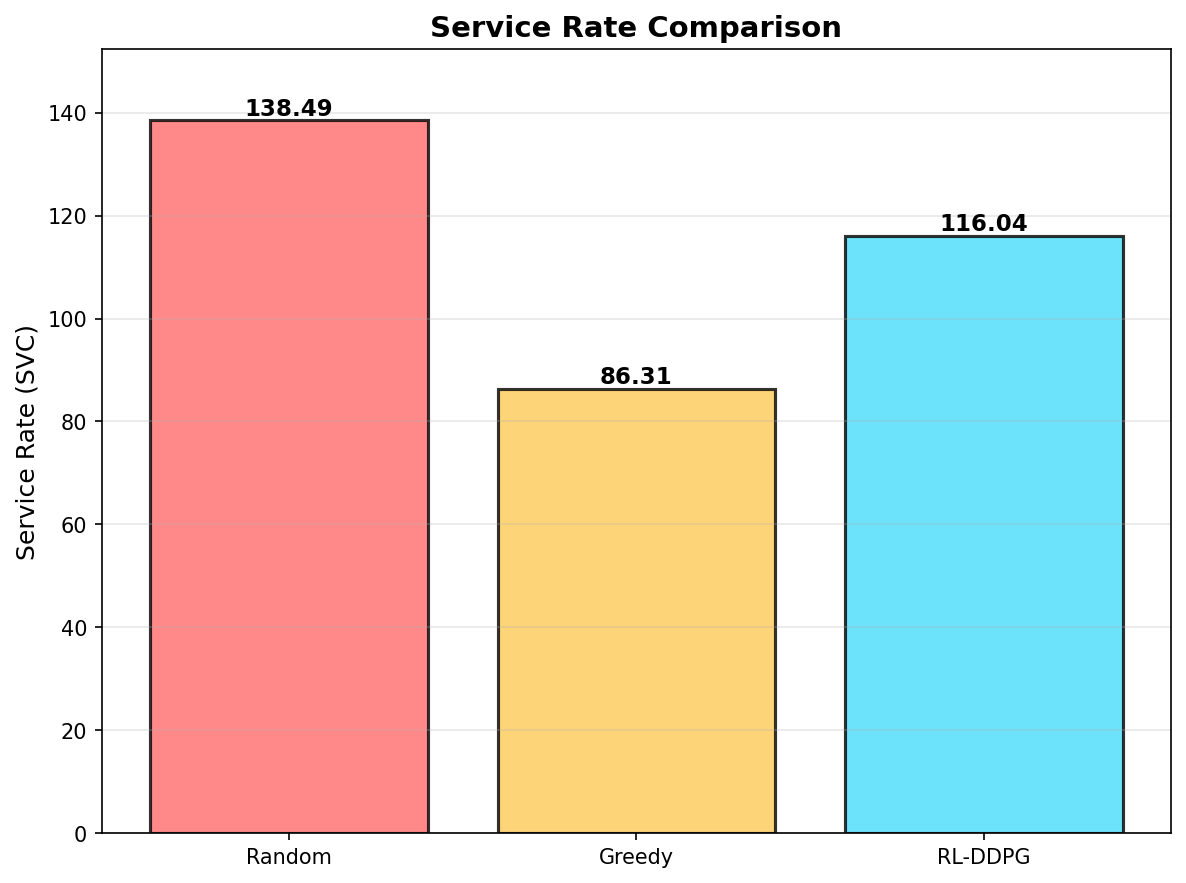 Service Rate Comparison
Service Rate (SVC)
140
120
100
80
60
40
20
0
138.49
86.31
116.04
Random
Greedy
RL-DDPG